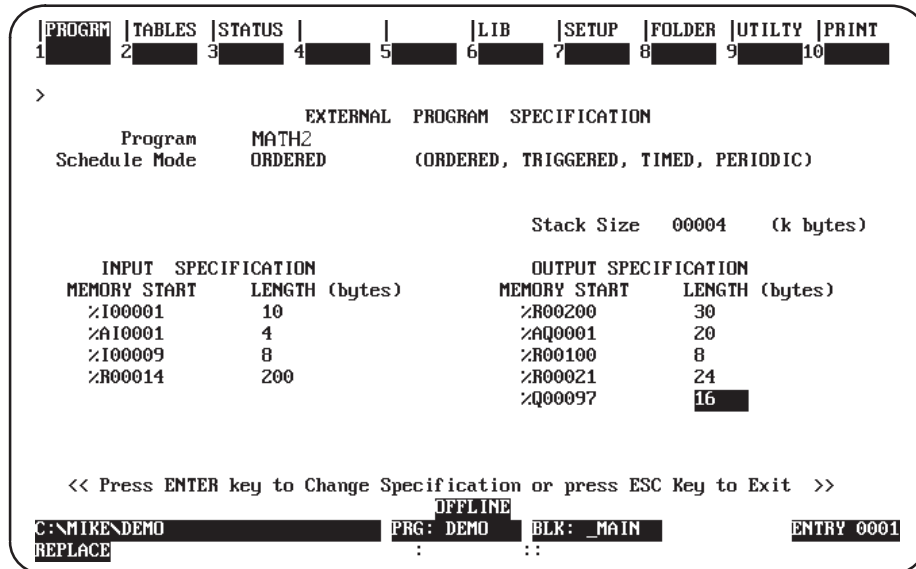 |PROGRM |TABLES |STATUS | | |LIB |SETUP |FOLDER |UTILTY |PRINT
1 2 3 4 5 6 7 8 9 10
>
EXTERNAL PROGRAM SPECIFICATION
Program MATH2
Schedule Mode ORDERED (ORDERED, TRIGGERED, TIMED, PERIODIC)
Stack Size 00004 (k bytes)
INPUT SPECIFICATION OUTPUT SPECIFICATION
MEMORY START LENGTH (bytes) MEMORY START LENGTH (bytes)
%I00001 10 %R00200 30
%AI0001 4 %AQ0001 20
%I00009 8 %R00100 8
%R00014 200 %R00021 24
%Q00097 16
<< Press ENTER key to Change Specification or press ESC Key to Exit >>
OFFLINE
C:\MIKE\DEMO PRG: DEMO BLK: _MAIN ENTRY 0001
REPLACE : ::